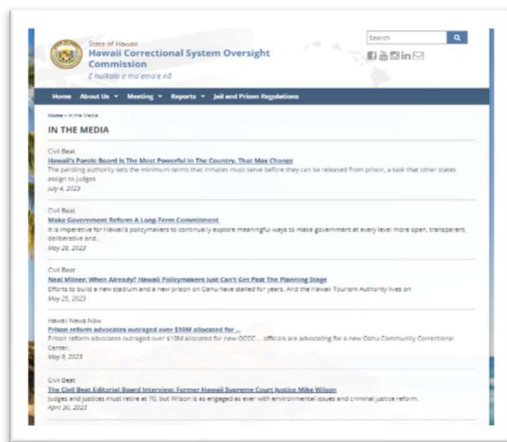 State of Hawaii
Hawaii Correctional System Oversight
Commission
E huikala a ma'ema'e nō
Search
Home About Us Meeting Reports Jail and Prison Regulations
Home » In the Media
IN THE MEDIA
Civil Beat
Hawaii's Parole Board Is The Most Powerful In The Country. That May Change
The paroling authority sets the minimum terms that inmates must serve before they can be released from prison, a task that other states
assign to judges
July 4, 2023
Civil Beat
Make Government Reform A Long-Term Commitment
It is imperative for Hawaii's policymakers to continually explore meaningful ways to make government at every level more open, transparent,
deliberative and..
May 28, 2023
Civil Beat
Neal Milner: When Already? Hawaii Policymakers Just Can't Get Past The Planning Stage
Efforts to build a new stadium and a new prison on Oahu have stalled for years. And the Hawaii Tourism Authority lives on
May 25, 2023
Hawaii News Now
Prison reform advocates outraged over $10M allocated for ...
Prison reform advocates outraged over $10M allocated for new OCCC ... officials are advocating for a new Oahu Community Correctional
Center.
May 9, 2023
Civil Beat
The Civil Beat Editorial Board Interview: Former Hawaii Supreme Court Justice Mike Wilson
Judges and justices must retire at 70, but Wilson is as engaged as ever with environmental issues and criminal justice reform.
April 30, 2023